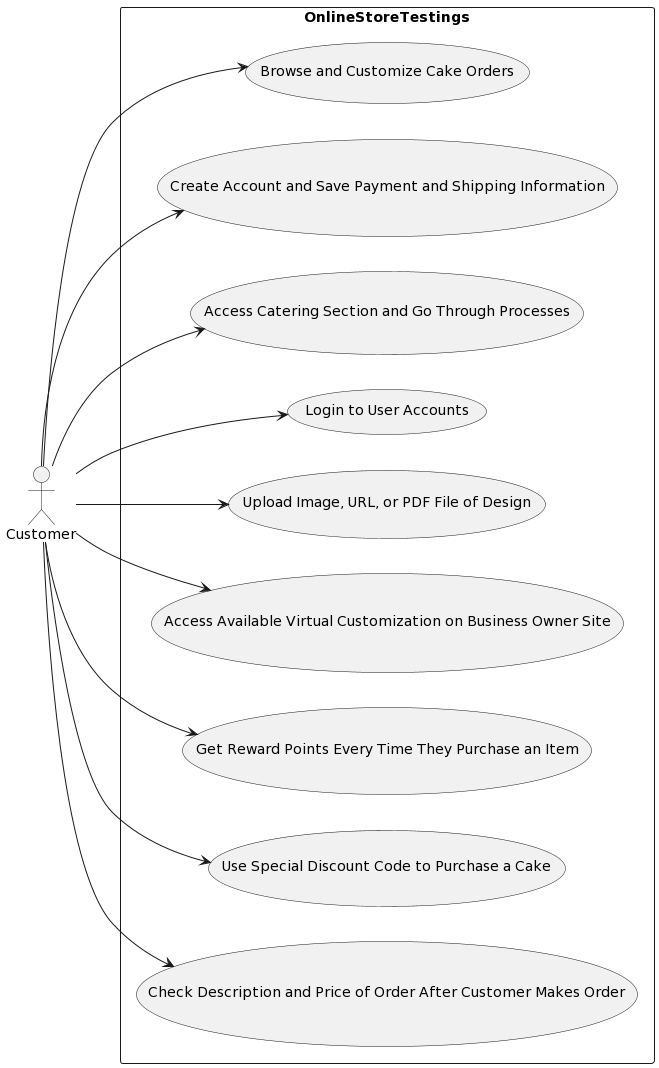 OnlineStoreTestings
Browse and Customize Cake Orders
Create Account and Save Payment and Shipping Information
Access Catering Section and Go Through Processes
Login to User Accounts
Upload Image, URL, or PDF File of Design
Customer
Access Available Virtual Customization on Business Owner Site
Get Reward Points Every Time They Purchase an Item
Use Special Discount Code to Purchase a Cake
Check Description and Price of Order After Customer Makes Order